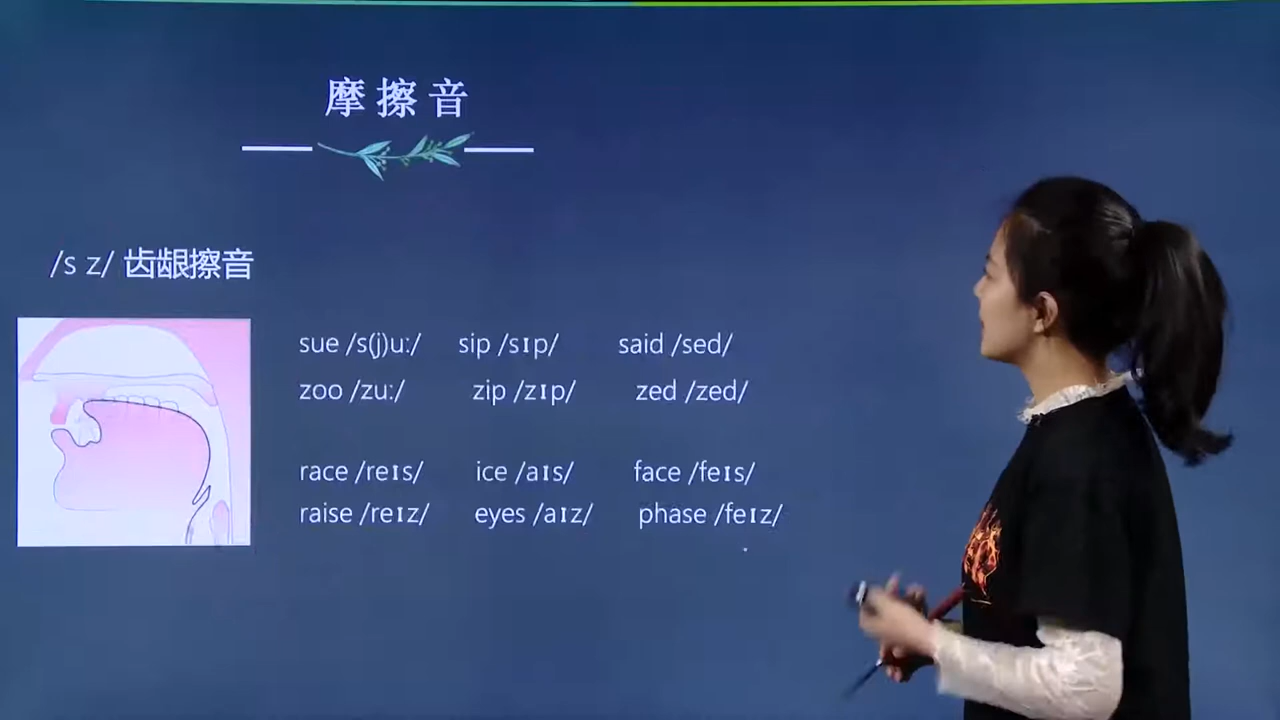 摩擦音
/s z/ 齿龈擦音
sue /s(j)uː/ sip /sɪp/ said /sed/
zoo /zuː/ zip /zɪp/ zed /zed/
race /reɪs/ ice /aɪs/ face /feɪs/
raise /reɪz/ eyes /aɪz/ phase /feɪz/